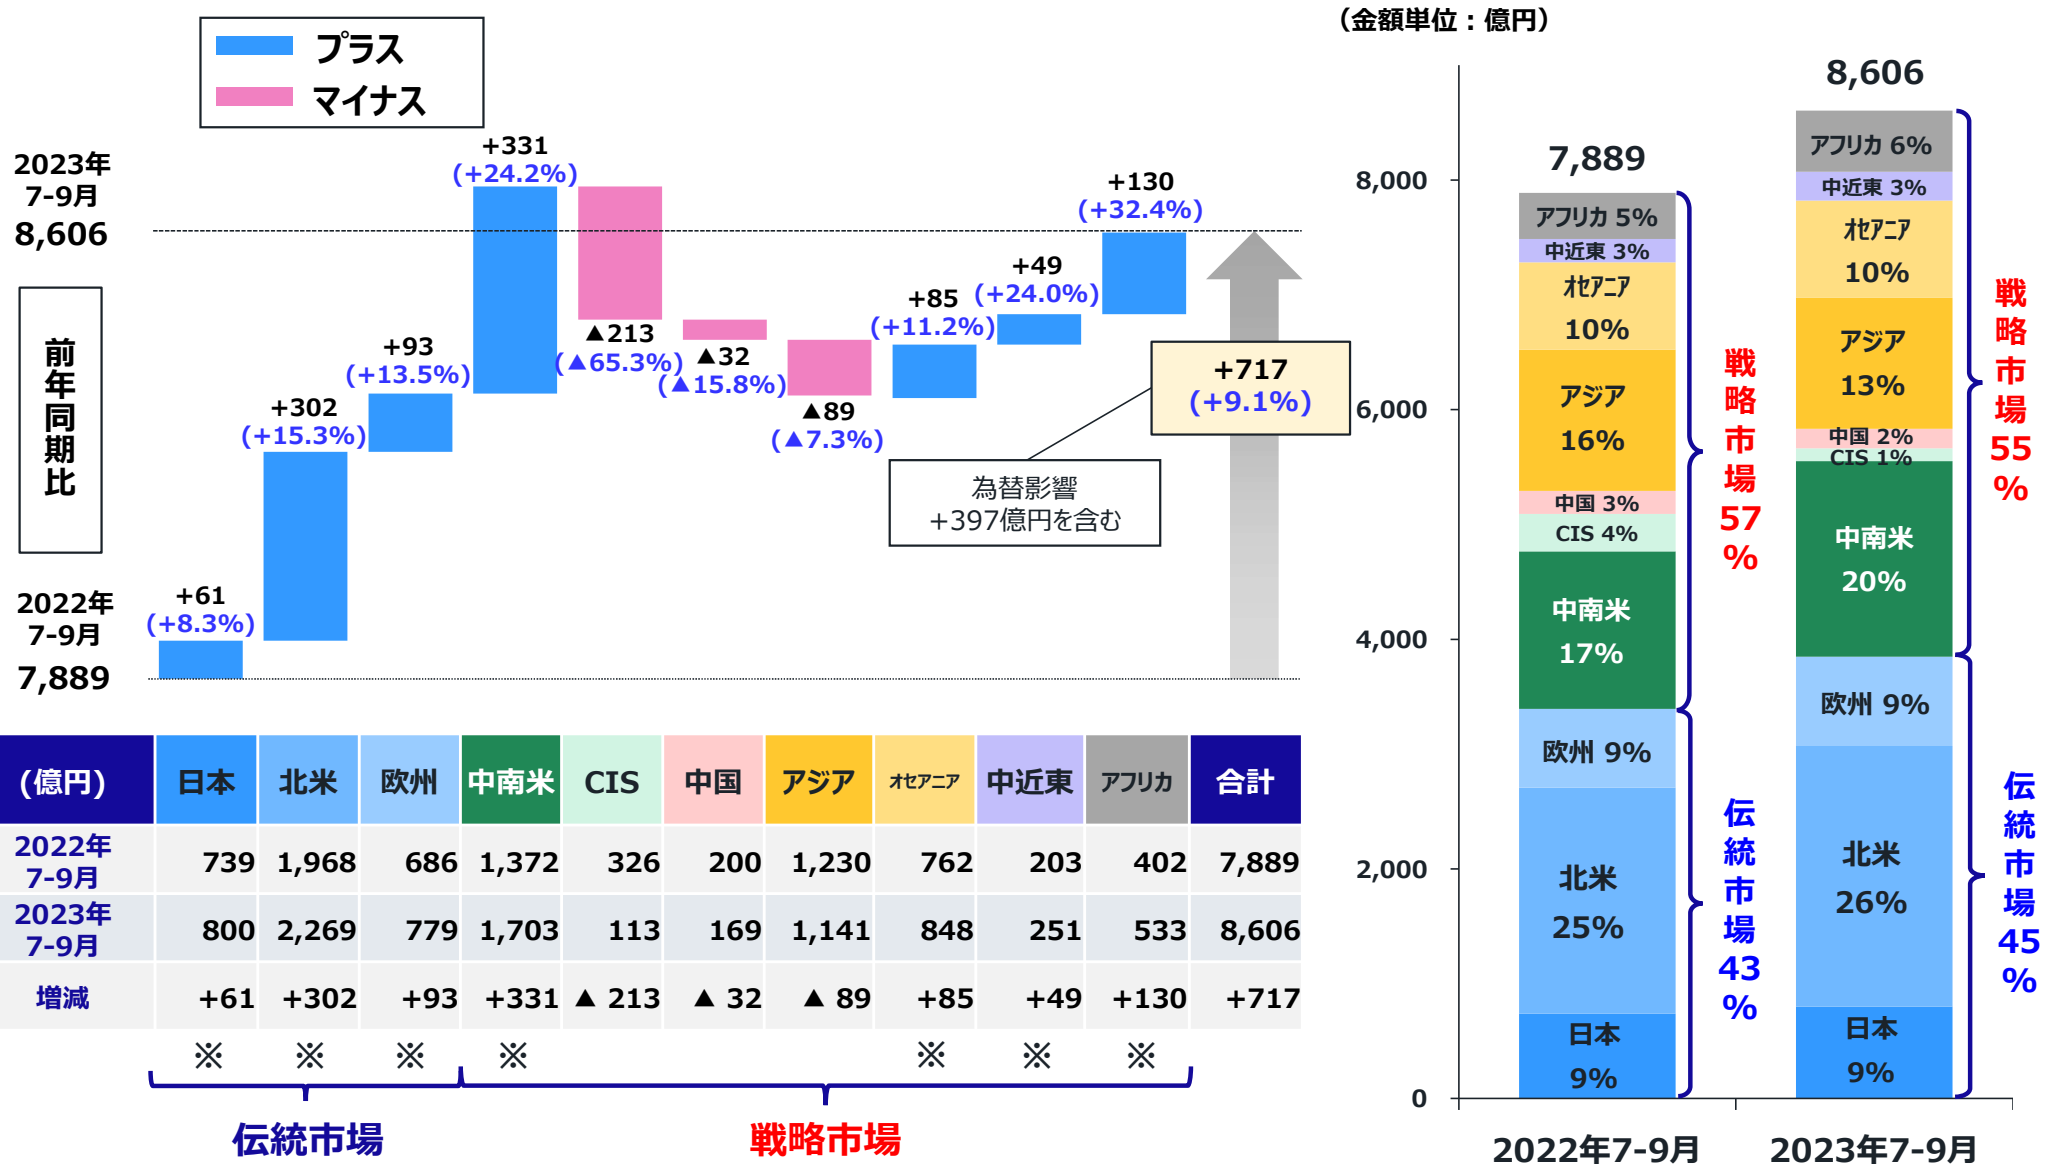 プラス
マイナス
2023年
7-9月
8,606
前年同期比
2022年
7-9月
7,889
+61
(+8.3%)
+302
(+15.3%)
+93
(+13.5%)
+331
(+24.2%)
▲213
(▲65.3%)
▲32
(▲15.8%)
▲89
(▲7.3%)
+85
(+11.2%)
+49
(+24.0%)
+130
(+32.4%)
+717
(+9.1%)
為替影響
+397億円を含む
(億円) 日本 北米 欧州 中南米 CIS 中国 アジア オセアニア 中近東 アフリカ 合計
2022年
7-9月 739 1,968 686 1,372 326 200 1,230 762 203 402 7,889
2023年
7-9月 800 2,269 779 1,703 113 169 1,141 848 251 533 8,606
増減 +61 +302 +93 +331 ▲ 213 ▲ 32 ▲ 89 +85 +49 +130 +717
※ ※ ※ ※ ※ ※ ※
伝統市場 戦略市場
(金額単位：億円)
8,000
6,000
4,000
2,000
0
7,889
アフリカ 5%
中近東 3%
オセアニア
10%
アジア
16%
中国 3%
CIS 4%
中南米
17%
欧州 9%
北米
25%
日本
9%
戦略市場57%
伝統市場43%
2022年7-9月
8,606
アフリカ 6%
中近東 3%
オセアニア
10%
アジア
13%
中国 2%
CIS 1%
中南米
20%
欧州 9%
北米
26%
日本
9%
戦略市場55%
伝統市場45%
2023年7-9月